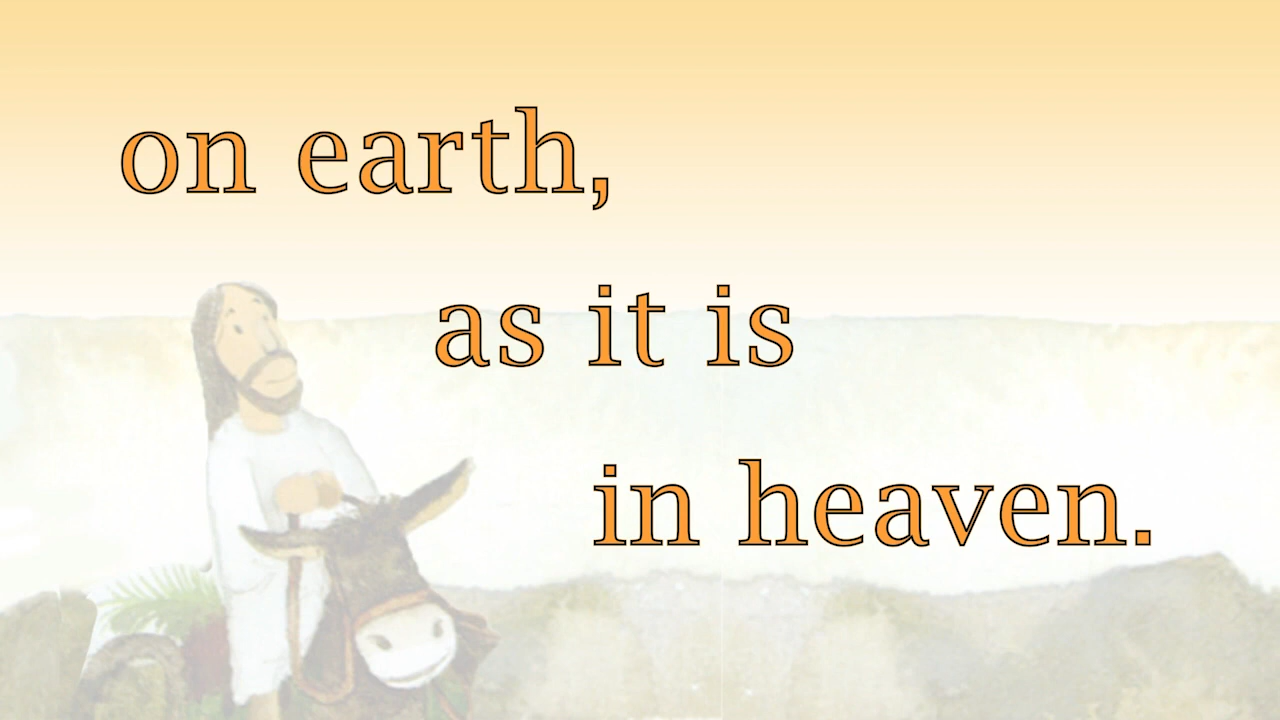 on earth,
as it is
in heaven.